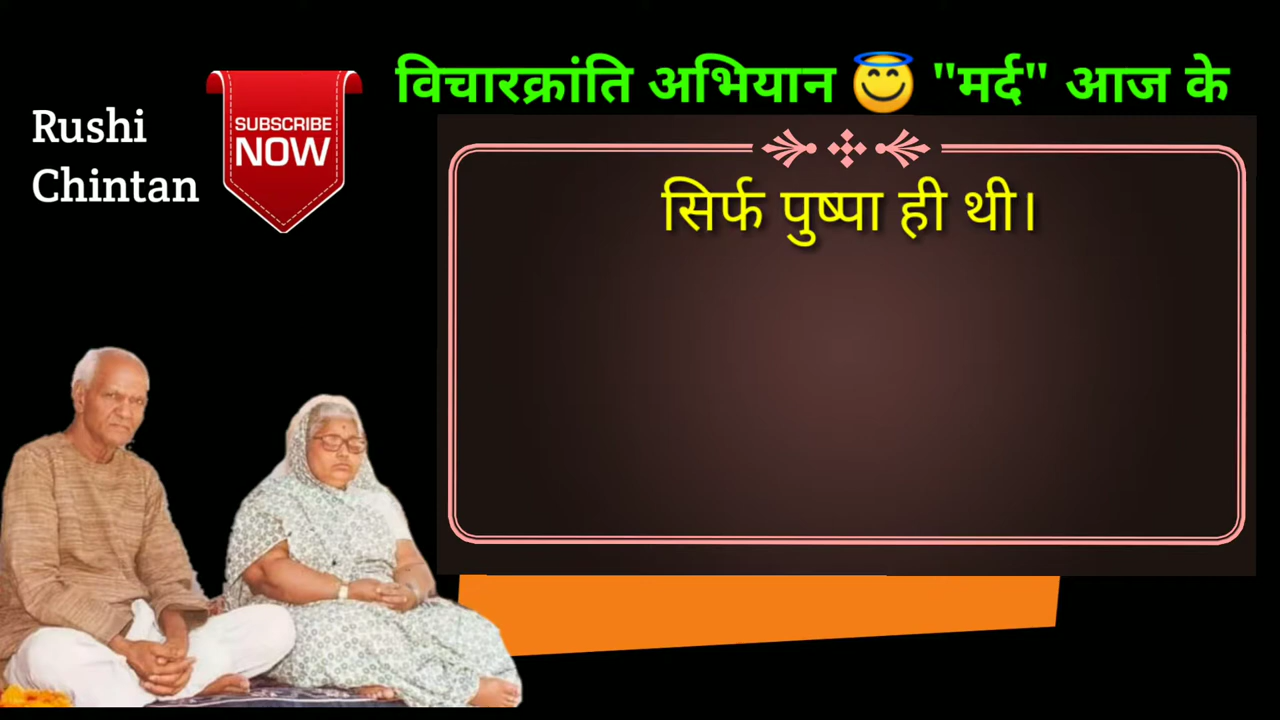 विचारक्रांति अभियान 😇 "मर्द" आज के
Rushi
Chintan
SUBSCRIBE
NOW
सिर्फ पुष्पा ही थी।